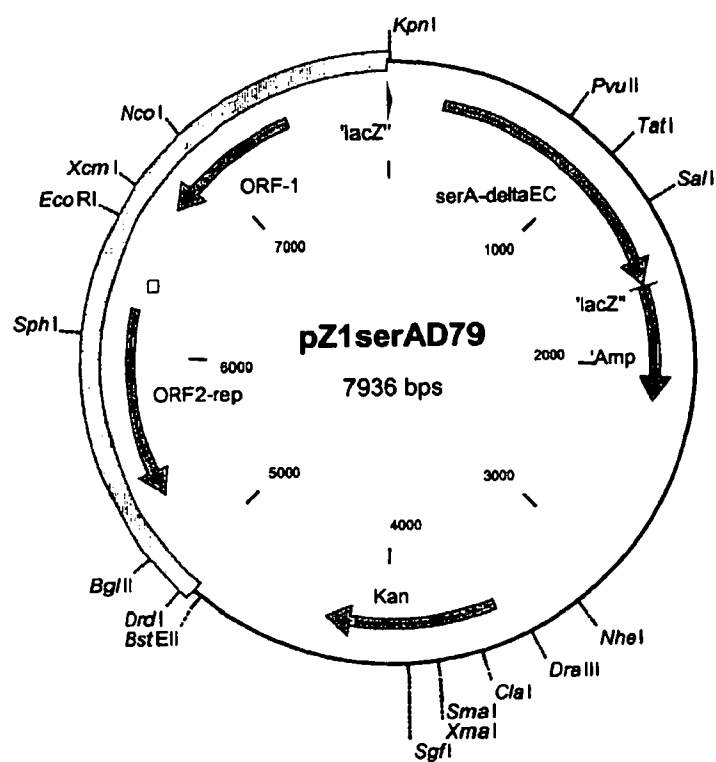 KpnI
PvuII
TatI
SalI
NcoI
XcmI
EcoRI
SphI
'lacZ"
serA-deltaEC
ORF-1
1000
7000
'lacZ"
pZ1serAD79
7936 bps
2000
'Amp
6000
ORF2-rep
5000
3000
4000
Kan
BglII
DrdI
BstEII
NheI
DraIII
ClaI
SmaI
XmaI
SgfI